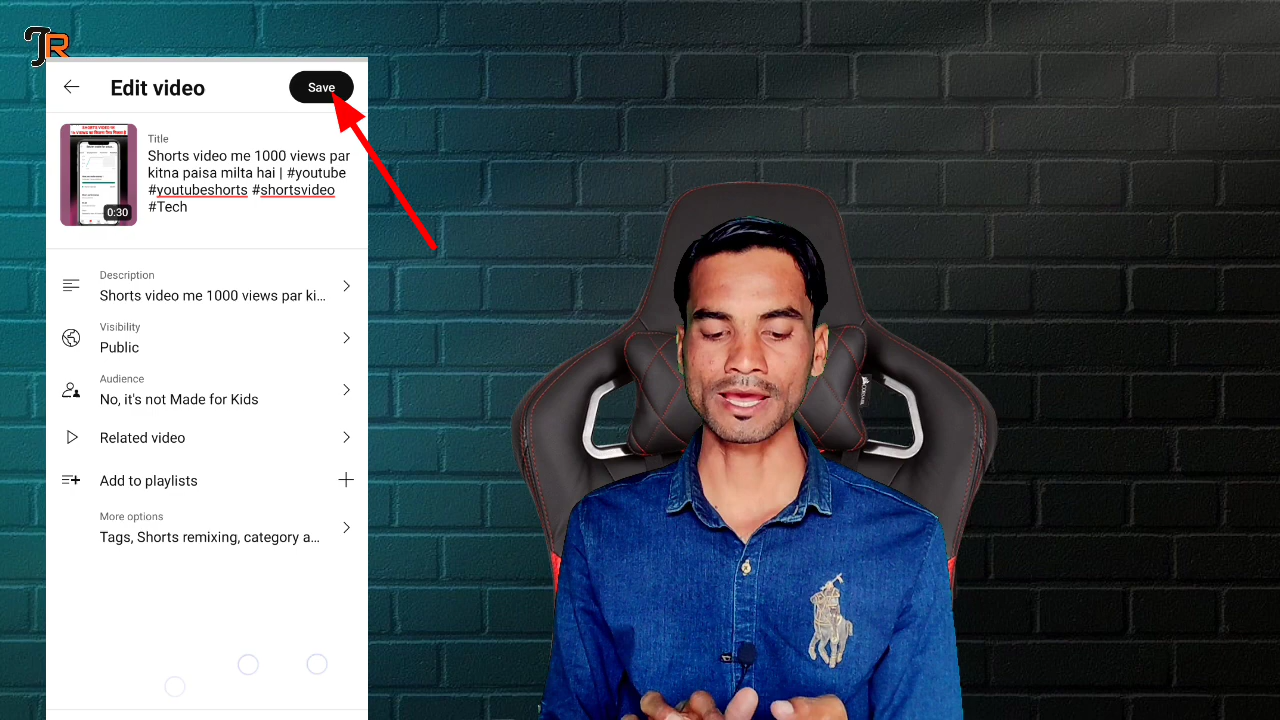 TR
Edit video
Save
Title
Shorts video me 1000 views par
kitna paisa milta hai | #youtube
#youtubeshorts #shortsvideo
#Tech
0:30
Description
Shorts video me 1000 views par ki...
Visibility
Public
Audience
No, it's not Made for Kids
Related video
Add to playlists
More options
Tags, Shorts remixing, category a...